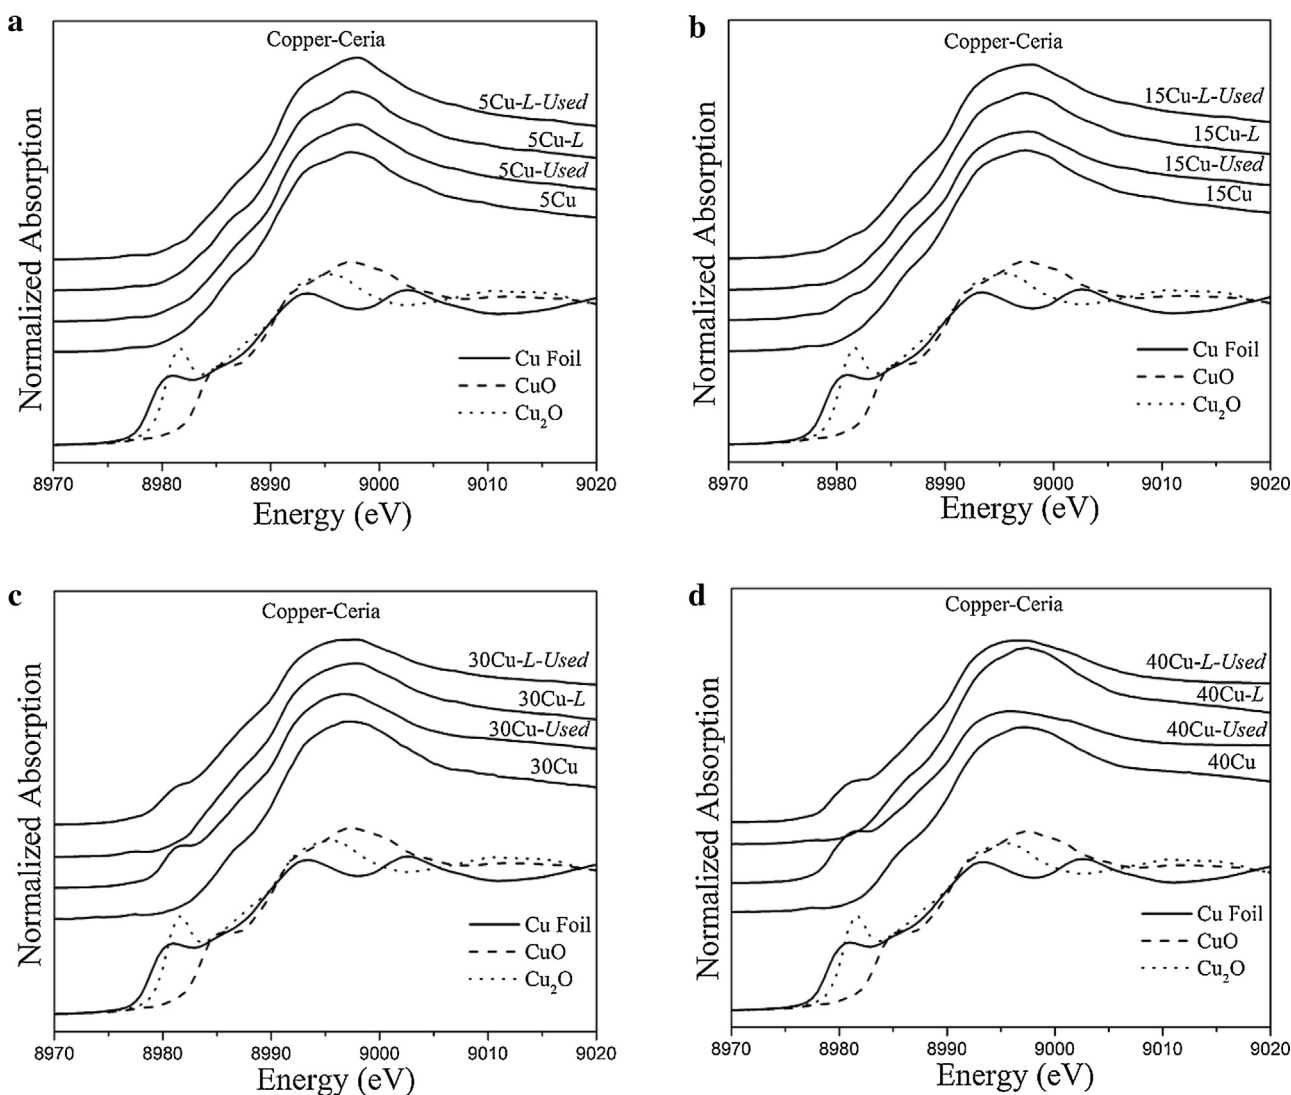 a
Copper-Ceria
5Cu-L-Used
5Cu-L
5Cu-Used
5Cu
Normalized Absorption
Cu Foil
CuO
Cu₂O
8970 8980 8990 9000 9010 9020
Energy (eV)
b
Copper-Ceria
15Cu-L-Used
15Cu-L
15Cu-Used
15Cu
Normalized Absorption
Cu Foil
CuO
Cu₂O
8970 8980 8990 9000 9010 9020
Energy (eV)
c
Copper-Ceria
30Cu-L-Used
30Cu-L
30Cu-Used
30Cu
Normalized Absorption
Cu Foil
CuO
Cu₂O
8970 8980 8990 9000 9010 9020
Energy (eV)
d
Copper-Ceria
40Cu-L-Used
40Cu-L
40Cu-Used
40Cu
Normalized Absorption
Cu Foil
CuO
Cu₂O
8970 8980 8990 9000 9010 9020
Energy (eV)